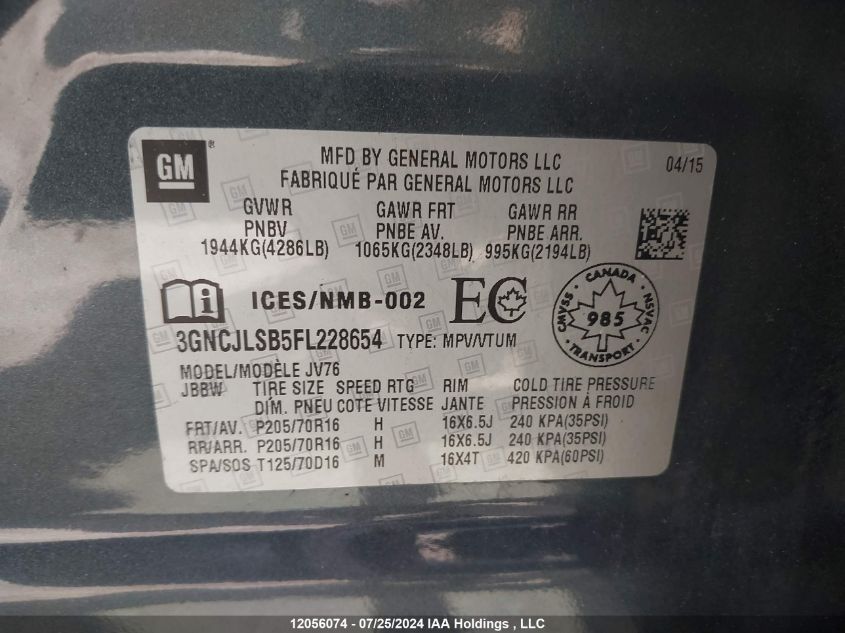 GM
MFD BY GENERAL MOTORS LLC 04/15
FABRIQUÉ PAR GENERAL MOTORS LLC
GVWR GAWR FRT GAWR RR
PNBV PNBE AV. PNBE ARR.
1944KG(4286LB) 1065KG(2348LB) 995KG(2194LB)
i ICES/NMB-002 EC CANADA CMVSS 985 NSVAC TRANSPORT
3GNCJLSB5FL228654 TYPE: MPV/VTUM
MODEL/MODÈLE JV76
JBBW TIRE SIZE SPEED RTG RIM COLD TIRE PRESSURE
DIM. PNEU COTE VITESSE JANTE PRESSION À FROID
FRT/AV. P205/70R16 H 16X6.5J 240 KPA(35PSI)
RR/ARR. P205/70R16 H 16X6.5J 240 KPA(35PSI)
SPA/SOS T125/70D16 M 16X4T 420 KPA(60PSI)
12056074 - 07/25/2024 IAA Holdings , LLC